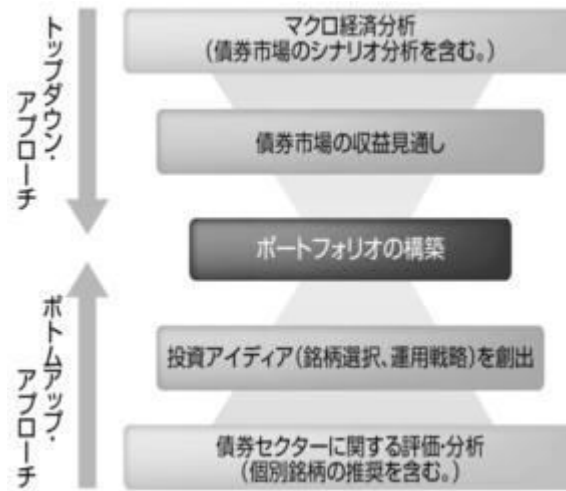 トップダウン・
アプローチ
マクロ経済分析
(債券市場のシナリオ分析を含む。)
債券市場の収益見通し
ポートフォリオの構築
ボトムアップ・
アプローチ
投資アイディア(銘柄選択、運用戦略)を創出
債券セクターに関する評価・分析
(個別銘柄の推奨を含む。)